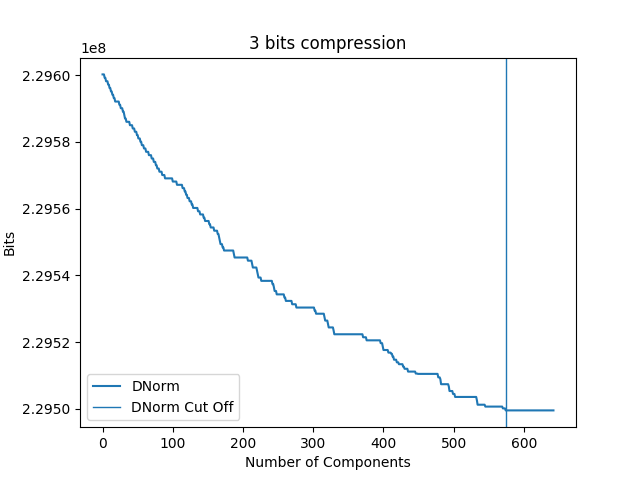 3 bits compression
1e8
2.2960
2.2958
2.2956
2.2954
2.2952
2.2950
Bits
DNorm
DNorm Cut Off
0 100 200 300 400 500 600
Number of Components